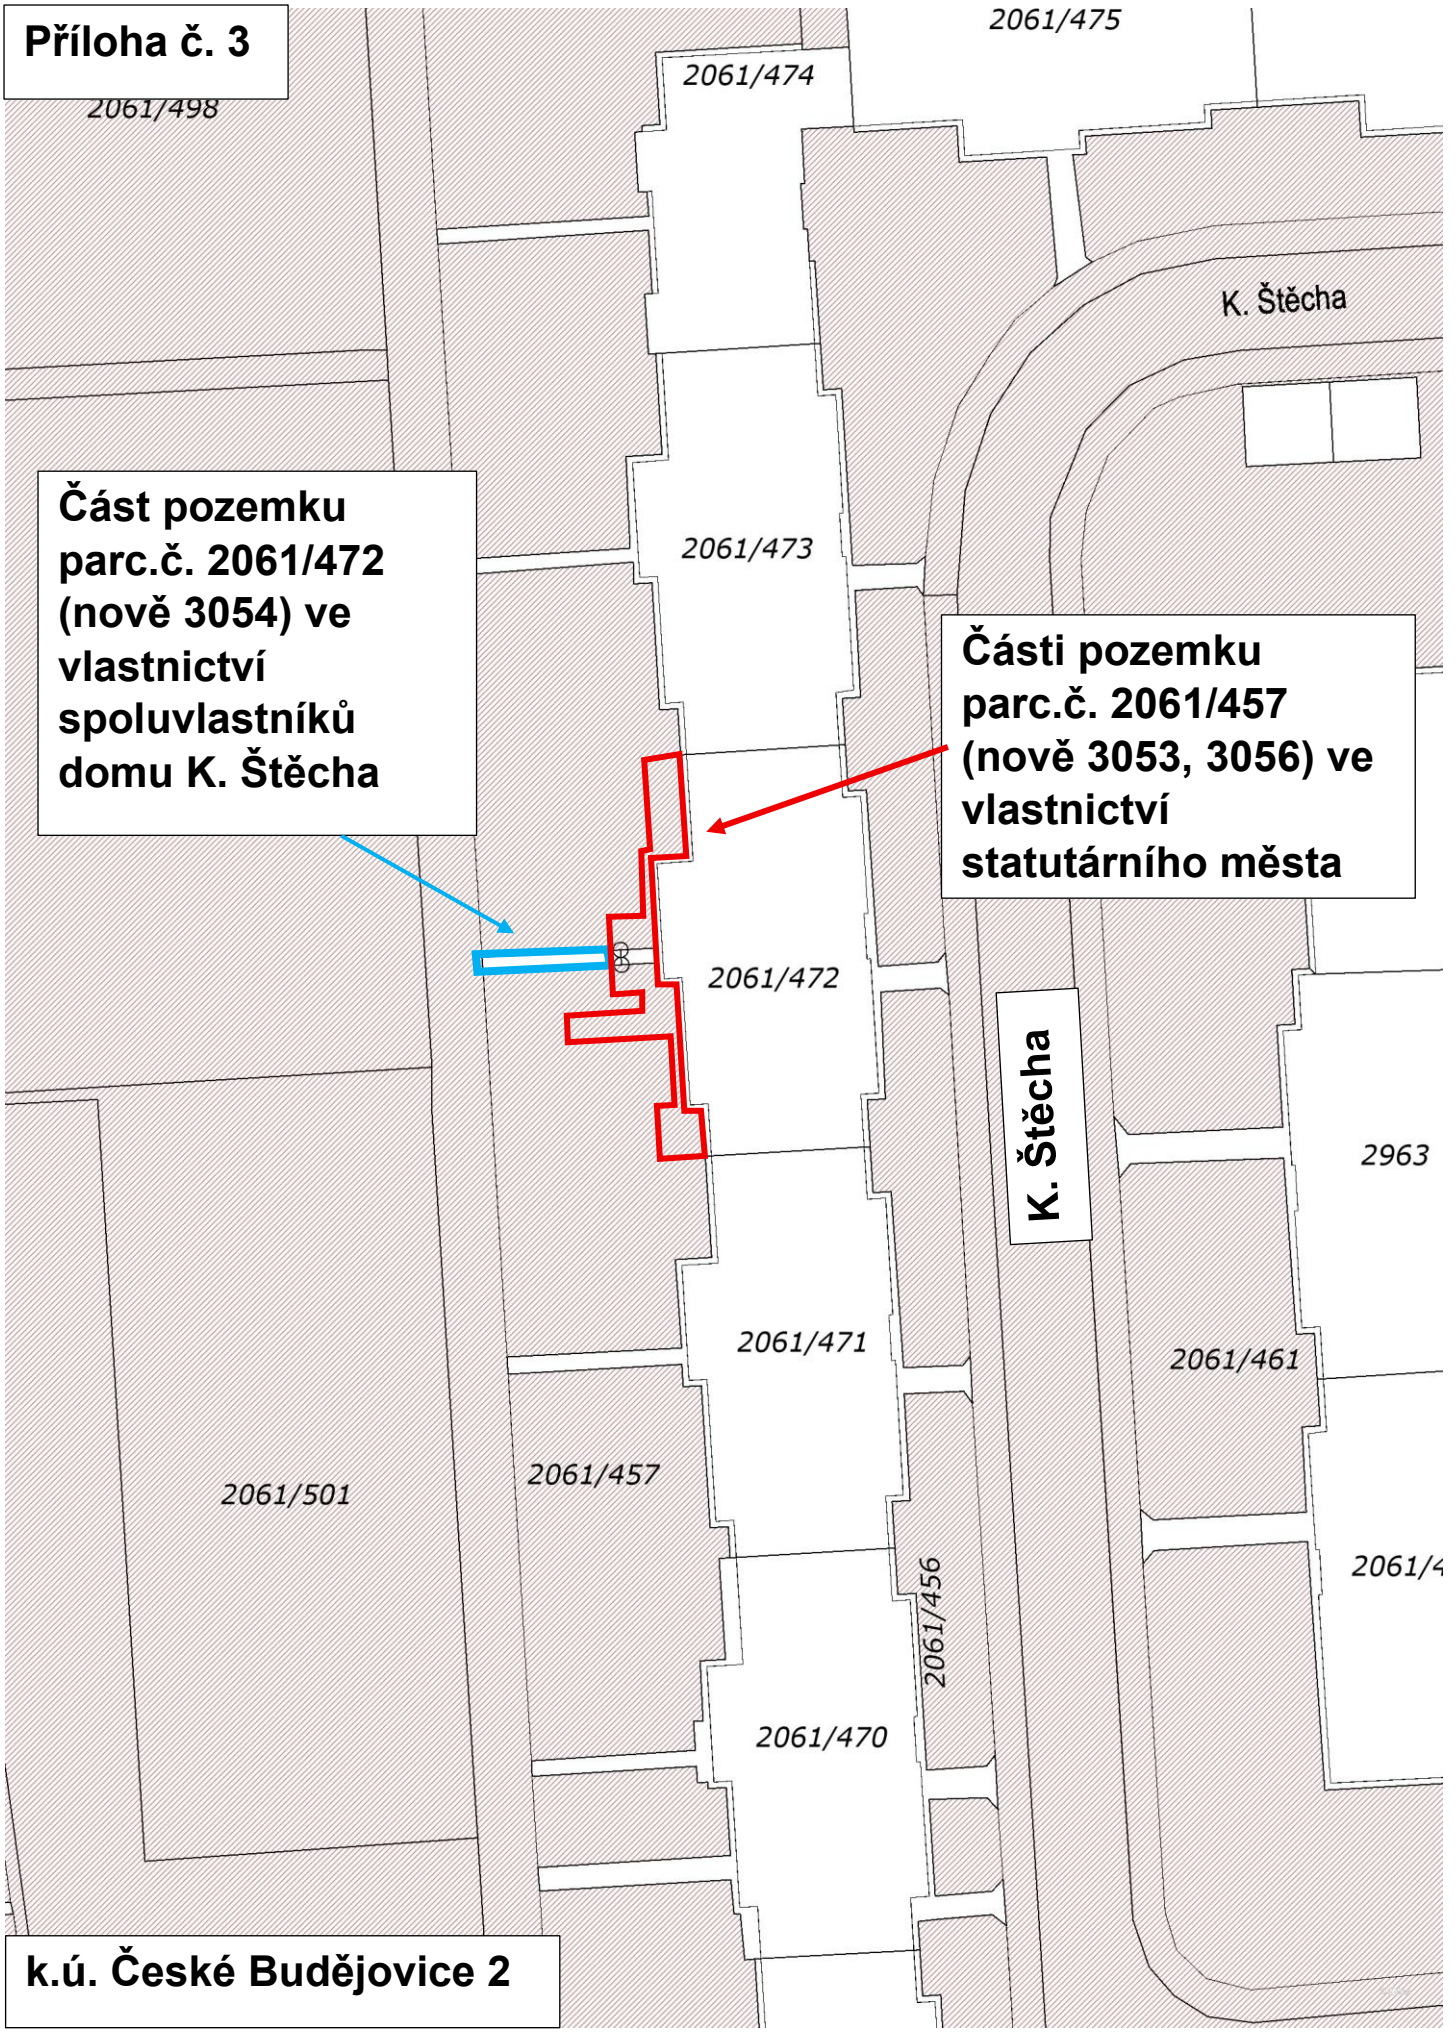 Příloha č. 3
2061/475
2061/474
2061/498
K. Štěcha
Část pozemku
parc.č. 2061/472
(nově 3054) ve
vlastnictví
spoluvlastníků
domu K. Štěcha
2061/473
Části pozemku
parc.č. 2061/457
(nově 3053, 3056) ve
vlastnictví
statutárního města
2061/472
K. Štěcha
2963
2061/471
2061/461
2061/457
2061/501
2061/456
2061/4
2061/470
k.ú. České Budějovice 2